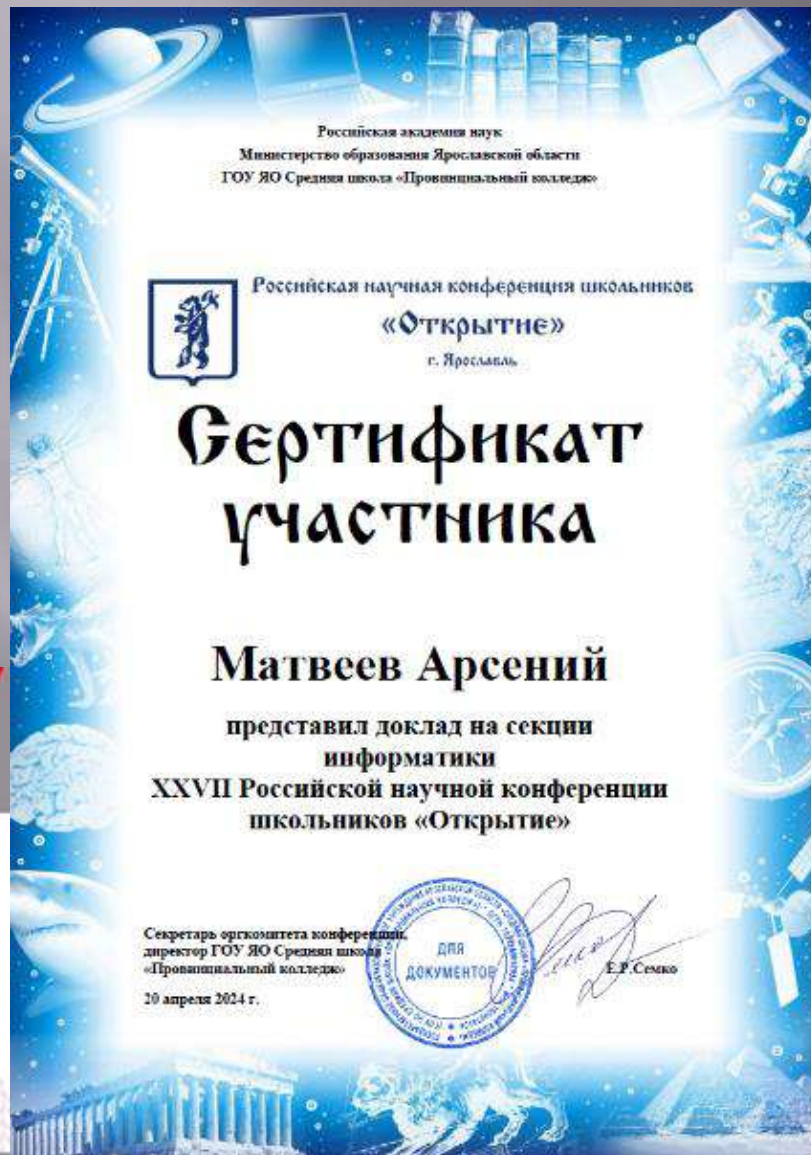 Российская академия наук
Министерство образования Ярославской области
ГОУ ЯО Средняя школа «Провинциальный колледж»
Российская научная конференция школьников
«Открытие»
г. Ярославль
Сертификат
участника
Матвеев Арсений
представил доклад на секции
информатики
XXVII Российской научной конференции
школьников «Открытие»
Секретарь оргкомитета конференции,
директор ГОУ ЯО Средняя школа
«Провинциальный колледж»
Е.Р.Семко
20 апреля 2024 г.
ДЛЯ
ДОКУМЕНТОВ